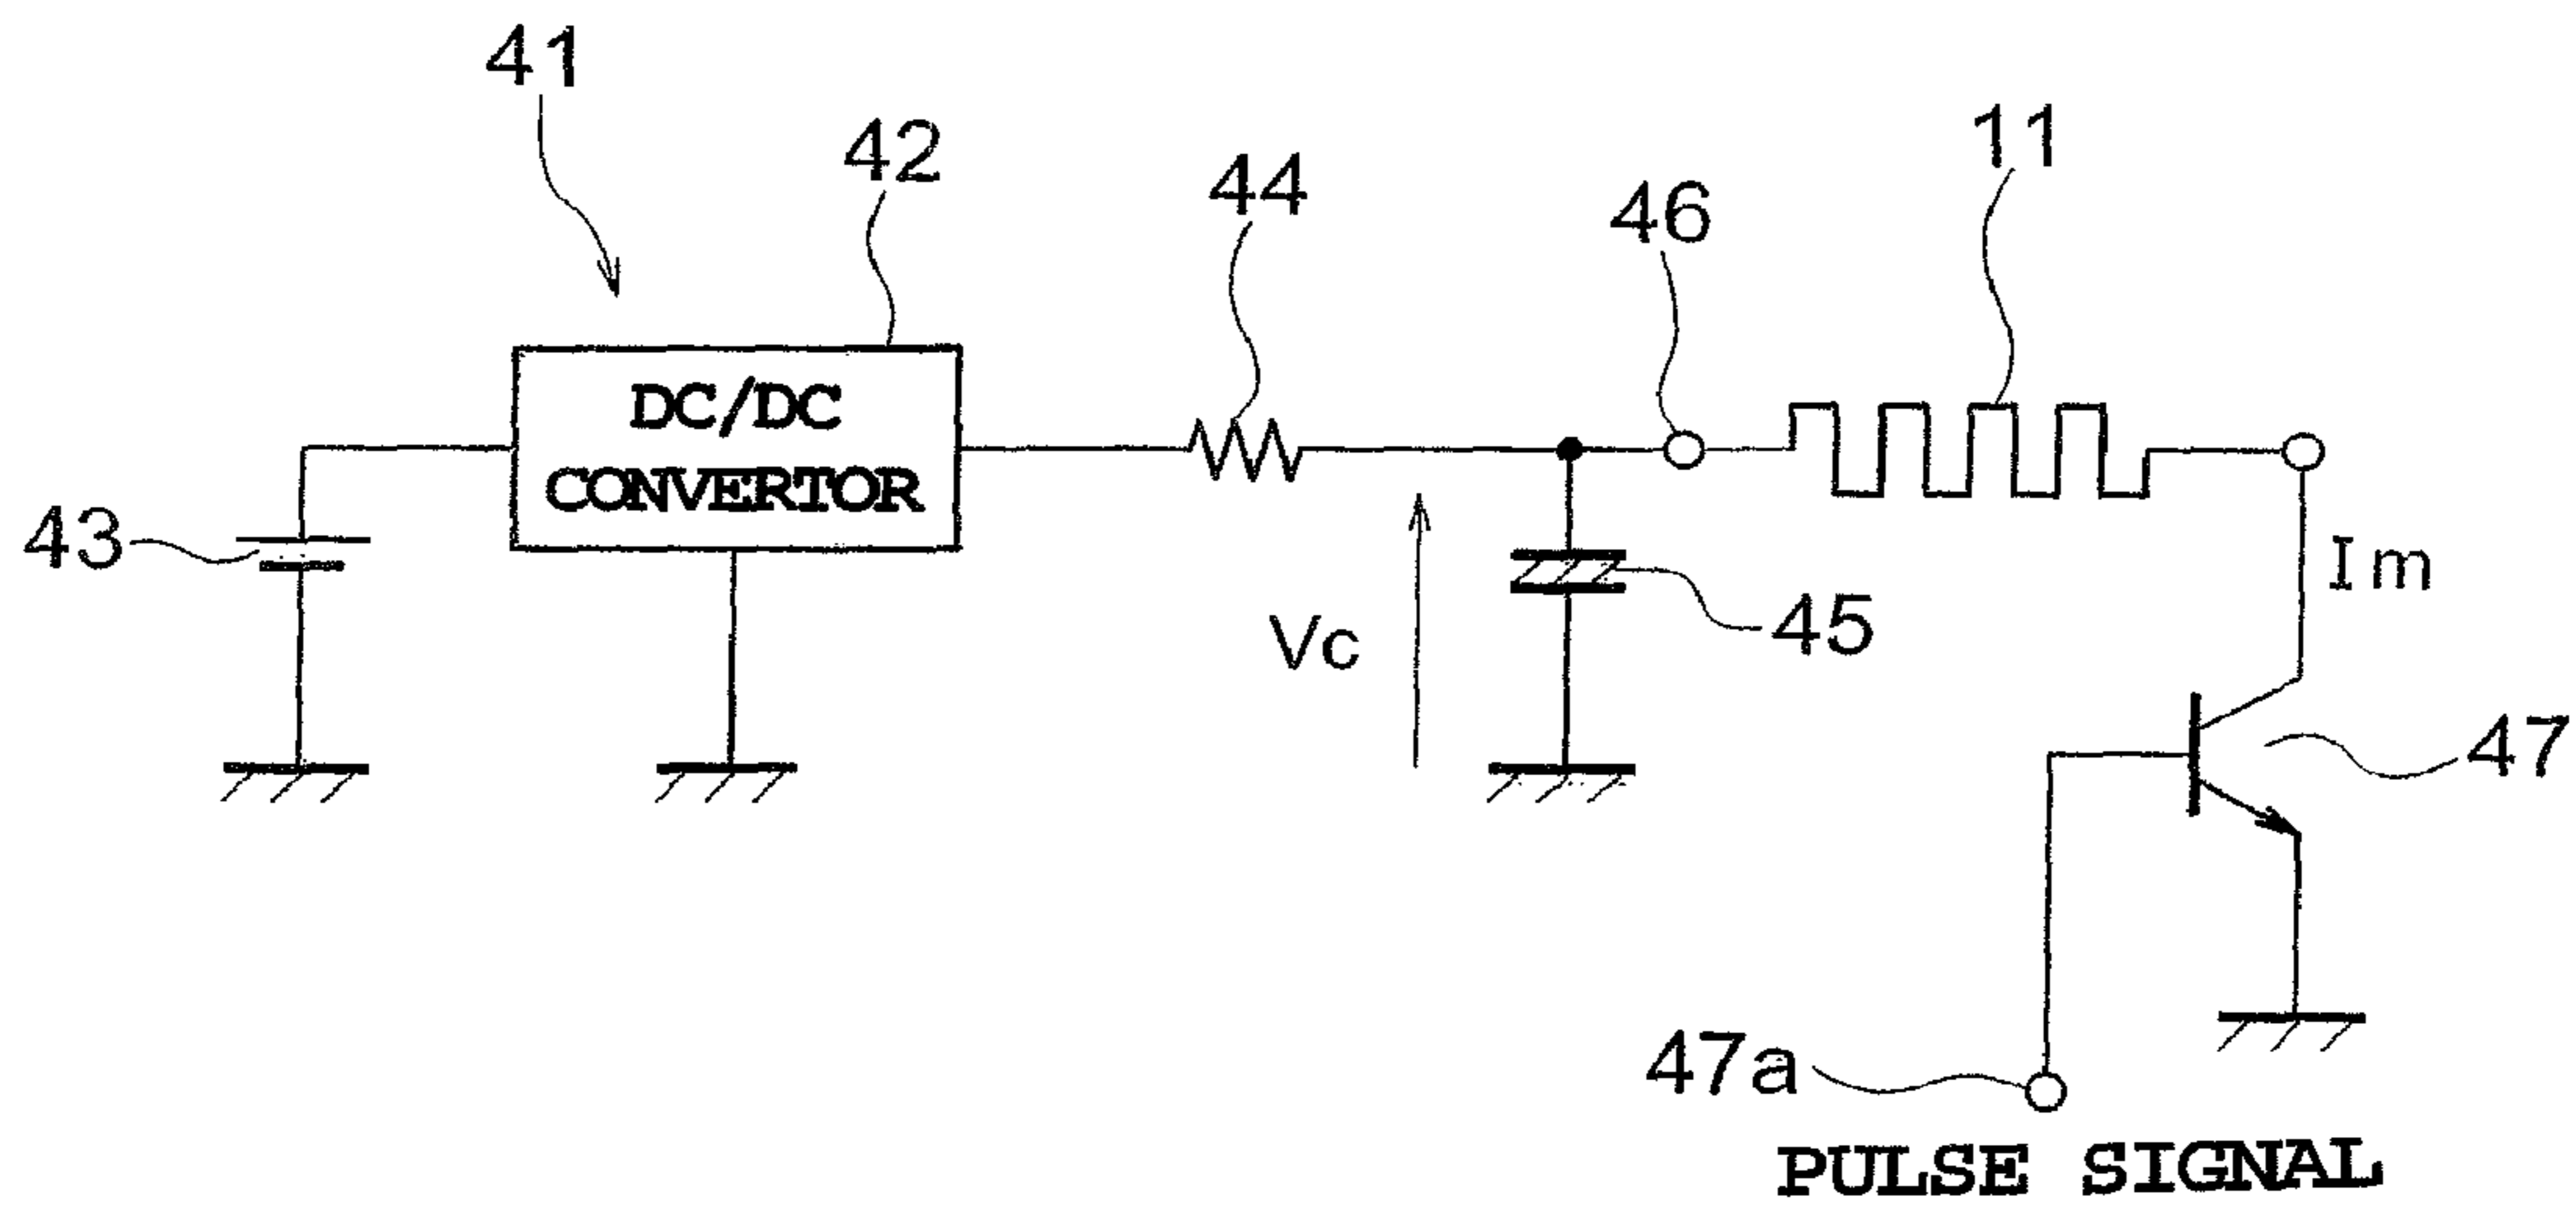 41
42
44
46
11
DC/DC
CONVERTOR
43
Vc
45
Im
47
47a
PULSE SIGNAL